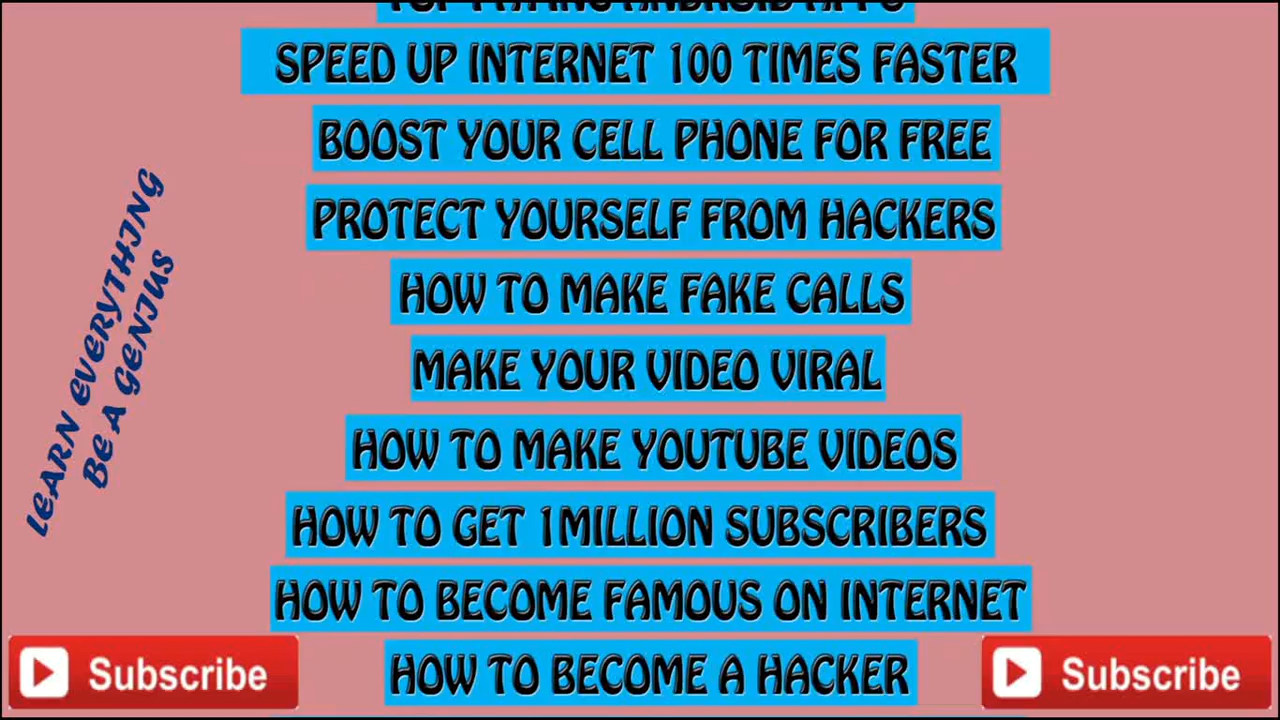 SPEED UP INTERNET 100 TIMES FASTER
BOOST YOUR CELL PHONE FOR FREE
PROTECT YOURSELF FROM HACKERS
HOW TO MAKE FAKE CALLS
MAKE YOUR VIDEO VIRAL
HOW TO MAKE YOUTUBE VIDEOS
HOW TO GET 1MILLION SUBSCRIBERS
HOW TO BECOME FAMOUS ON INTERNET
HOW TO BECOME A HACKER
LEARN EVERYTHING
BE A GENIUS
Subscribe
Subscribe